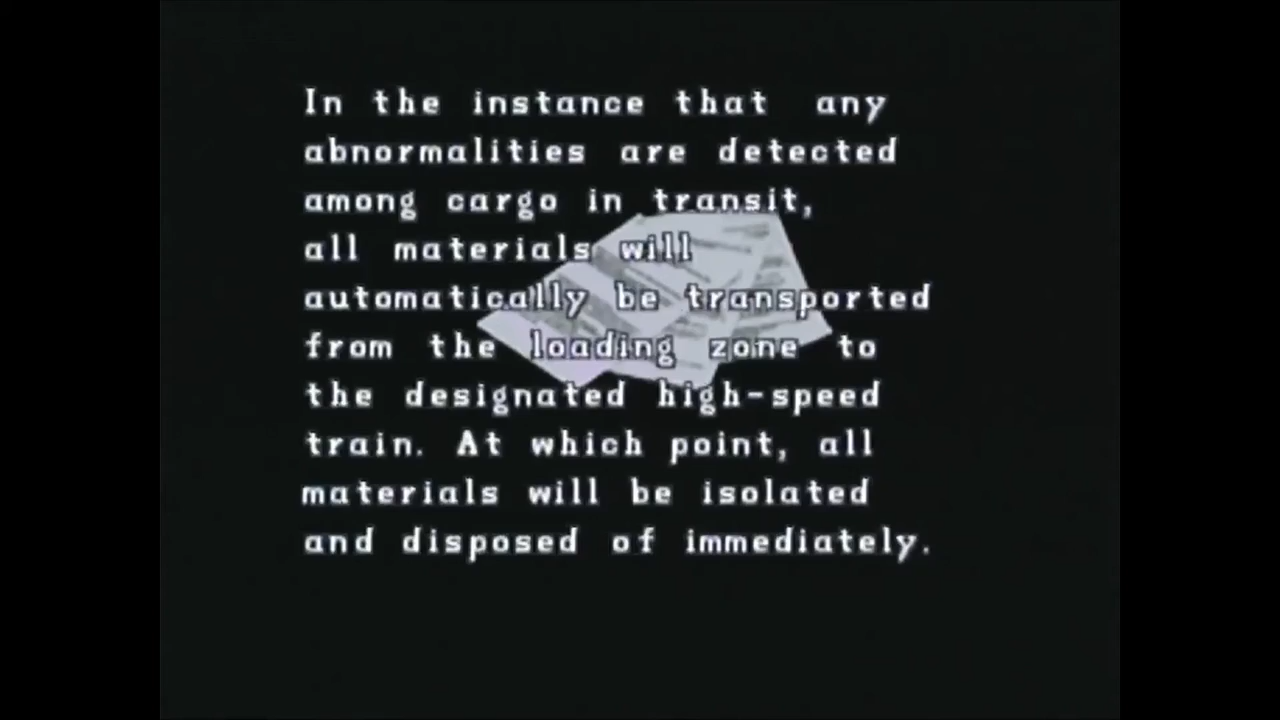 In the instance that any
abnormalities are detected
among cargo in transit,
all materials will
automatically be transported
from the loading zone to
the designated high-speed
train. At which point, all
materials will be isolated
and disposed of immediately.